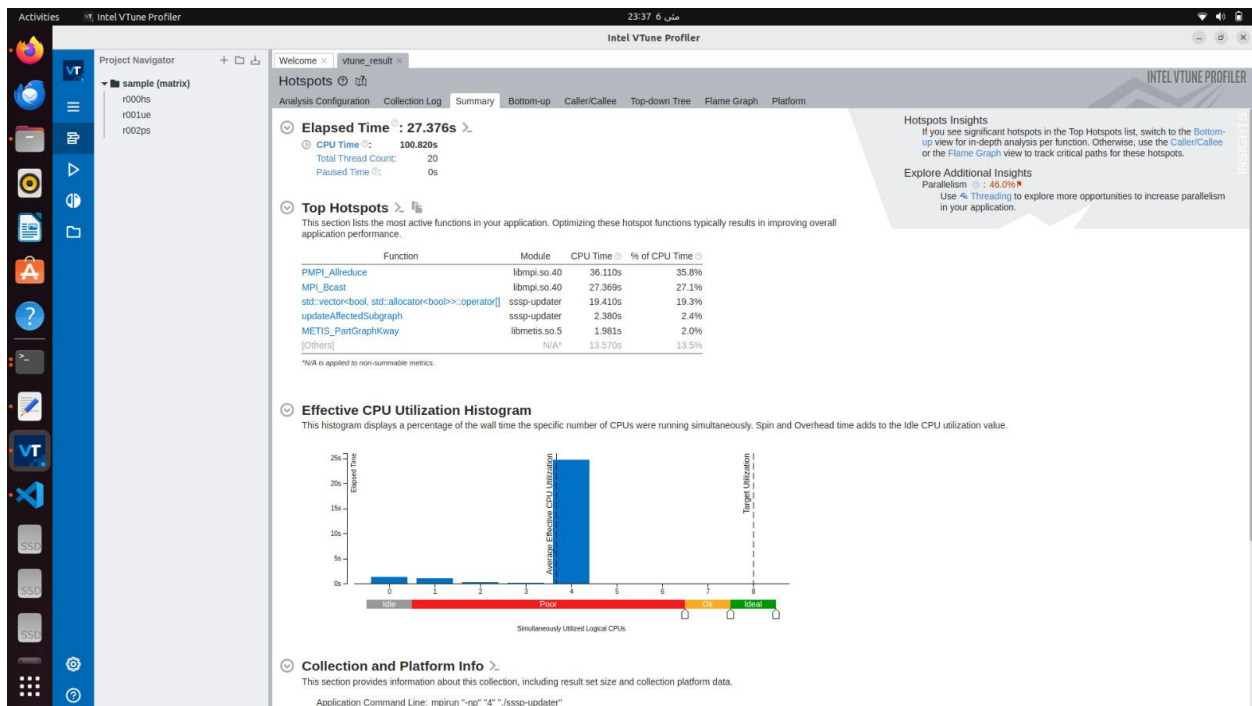 Activities
Intel VTune Profiler
23:37 6 مئی
Intel VTune Profiler
Project Navigator
sample (matrix)
r000hs
r001ue
r002ps
Welcome
vtune_result
Hotspots
INTEL VTUNE PROFILER
Analysis Configuration Collection Log Summary Bottom-up Caller/Callee Top-down Tree Flame Graph Platform
Elapsed Time: 27.376s
CPU Time: 100.820s
Total Thread Count: 20
Paused Time: 0s
Hotspots Insights
If you see significant hotspots in the Top Hotspots list, switch to the Bottom-
up view for in-depth analysis per function. Otherwise, use the Caller/Callee
or the Flame Graph view to track critical paths for these hotspots.
Explore Additional Insights
Parallelism : 46.0%
Use Threading to explore more opportunities to increase parallelism
in your application.
INSIGHTS
Top Hotspots
This section lists the most active functions in your application. Optimizing these hotspot functions typically results in improving overall
application performance.
Function Module CPU Time % of CPU Time
PMPI_Allreduce libmpi.so.40 36.110s 35.8%
MPI_Bcast libmpi.so.40 27.369s 27.1%
std::vector<bool, std::allocator<bool>>::operator[] sssp-updater 19.410s 19.3%
updateAffectedSubgraph sssp-updater 2.380s 2.4%
METIS_PartGraphKway libmetis.so.5 1.981s 2.0%
[Others] N/A* 13.570s 13.5%
*N/A is applied to non-summable metrics.
Effective CPU Utilization Histogram
This histogram displays a percentage of the wall time the specific number of CPUs were running simultaneously. Spin and Overhead time adds to the Idle CPU utilization value.
Elapsed Time
25s
20s
15s
10s
5s
0s
Average Effective CPU Utilization
Target Utilization
0 1 2 3 4 5 6 7 8
Idle Poor Ok Ideal
Simultaneously Utilized Logical CPUs
Collection and Platform Info
This section provides information about this collection, including result set size and collection platform data.
Application Command Line: mpirun "-np" "4" "./sssp-updater"
VT
VT
SSD
SSD
SSD